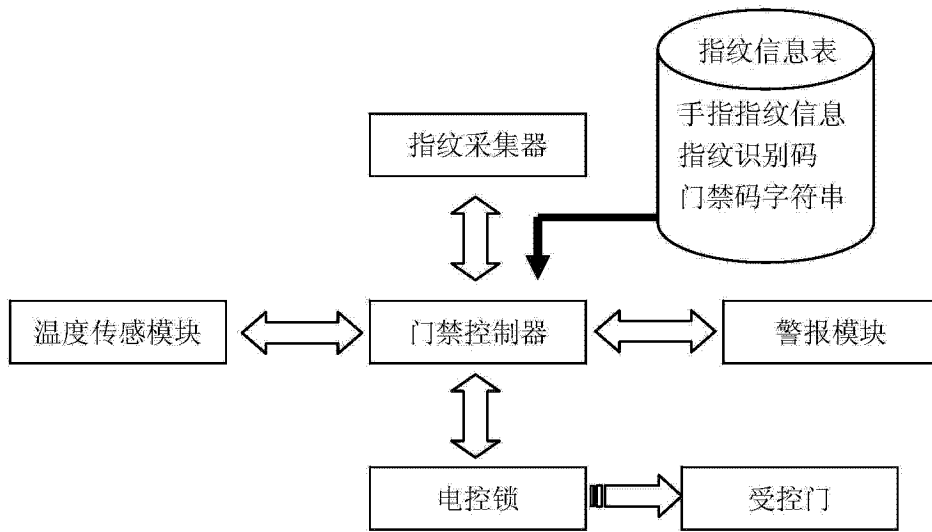 指纹信息表
手指指纹信息
指纹识别码
门禁码字符串
指纹采集器
温度传感模块
门禁控制器
警报模块
电控锁
受控门